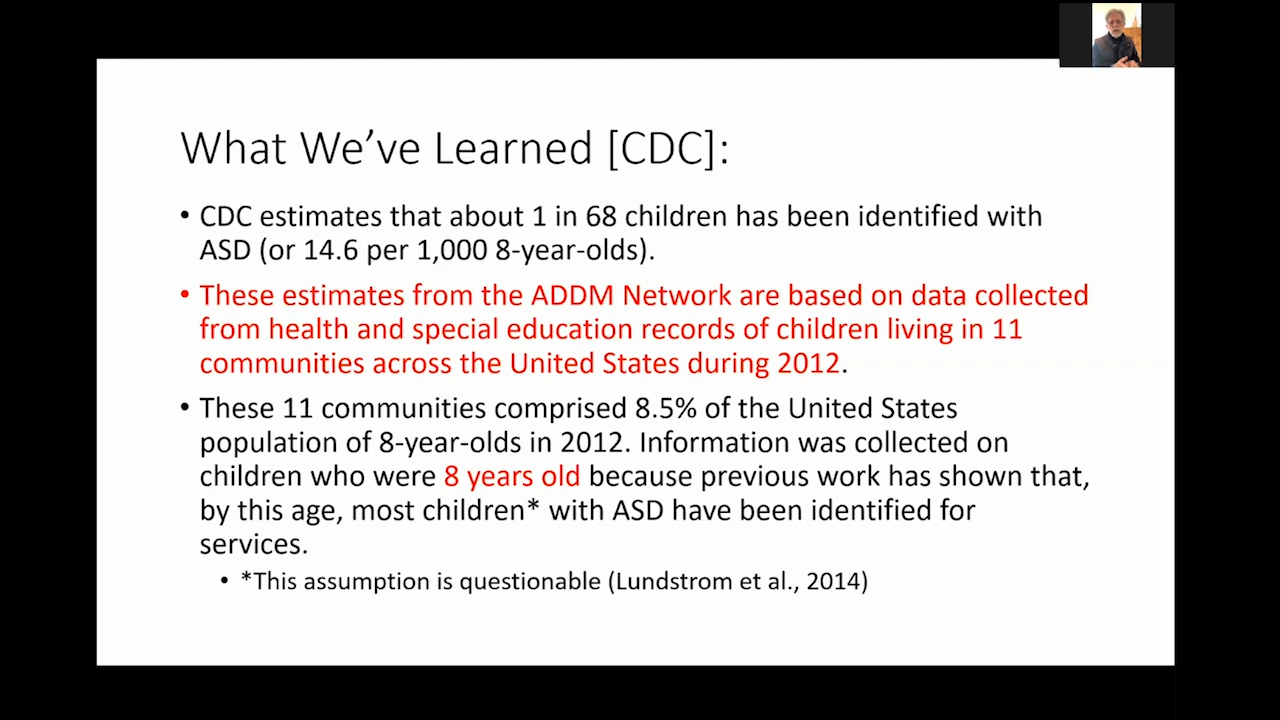 What We’ve Learned [CDC]:
• CDC estimates that about 1 in 68 children has been identified with
ASD (or 14.6 per 1,000 8-year-olds).
• These estimates from the ADDM Network are based on data collected
from health and special education records of children living in 11
communities across the United States during 2012.
• These 11 communities comprised 8.5% of the United States
population of 8-year-olds in 2012. Information was collected on
children who were 8 years old because previous work has shown that,
by this age, most children* with ASD have been identified for
services.
• *This assumption is questionable (Lundstrom et al., 2014)